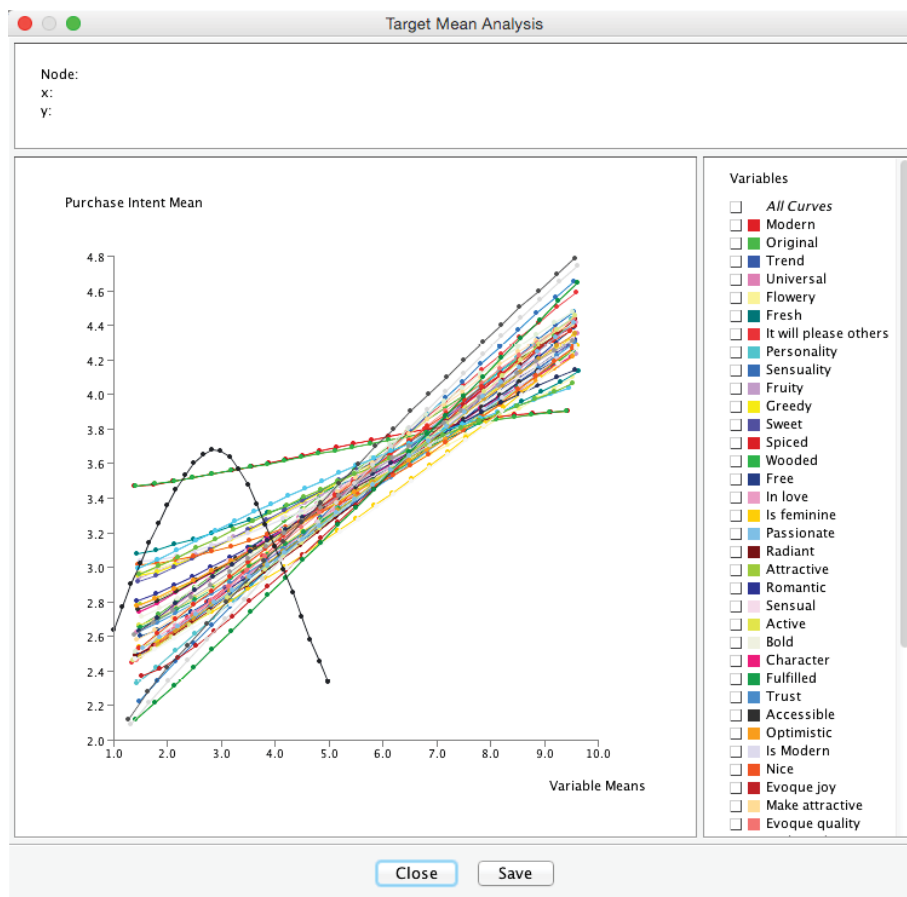 Target Mean Analysis
Node:
x:
y:
Purchase Intent Mean
4.8
4.6
4.4
4.2
4.0
3.8
3.6
3.4
3.2
3.0
2.8
2.6
2.4
2.2
2.0
1.0 2.0 3.0 4.0 5.0 6.0 7.0 8.0 9.0 10.0
Variable Means
Variables
All Curves
Modern
Original
Trend
Universal
Flowery
Fresh
It will please others
Personality
Sensuality
Fruity
Greedy
Sweet
Spiced
Wooded
Free
In love
Is feminine
Passionate
Radiant
Attractive
Romantic
Sensual
Active
Bold
Character
Fulfilled
Trust
Accessible
Optimistic
Is Modern
Nice
Evoque joy
Make attractive
Evoque quality
Close Save